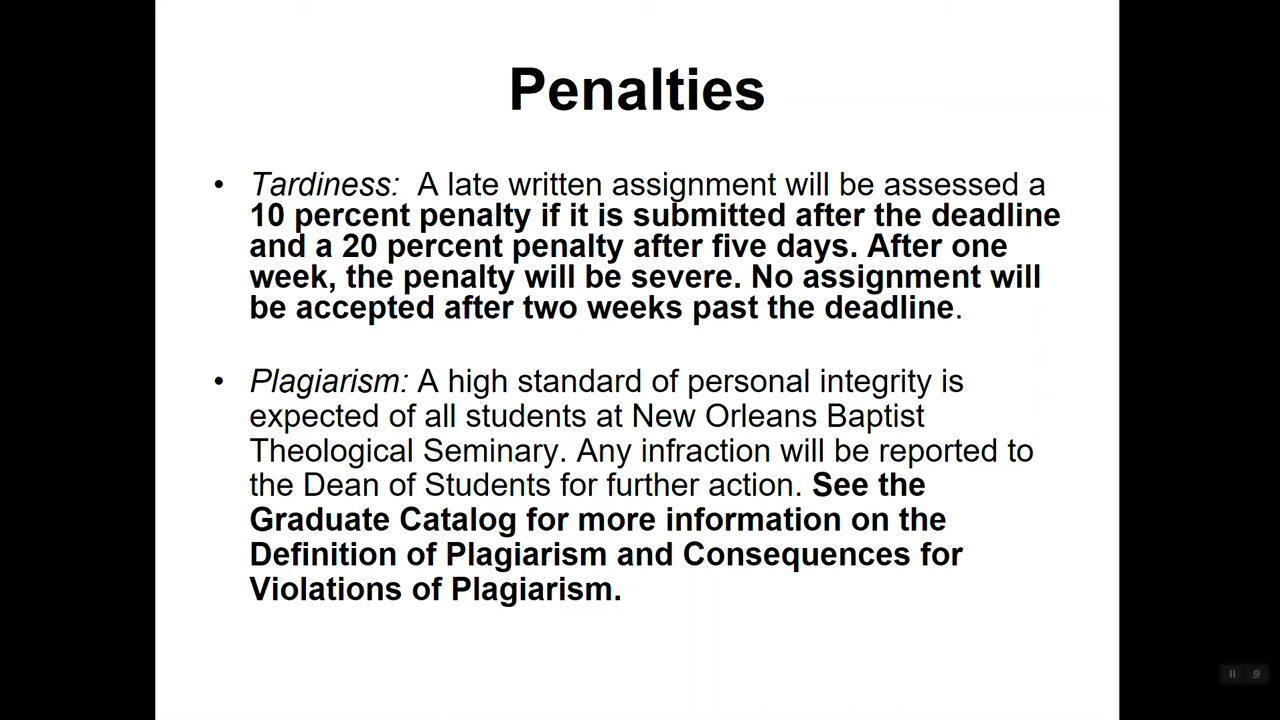 Penalties
• Tardiness: A late written assignment will be assessed a
10 percent penalty if it is submitted after the deadline
and a 20 percent penalty after five days. After one
week, the penalty will be severe. No assignment will
be accepted after two weeks past the deadline.
• Plagiarism: A high standard of personal integrity is
expected of all students at New Orleans Baptist
Theological Seminary. Any infraction will be reported to
the Dean of Students for further action. See the
Graduate Catalog for more information on the
Definition of Plagiarism and Consequences for
Violations of Plagiarism.